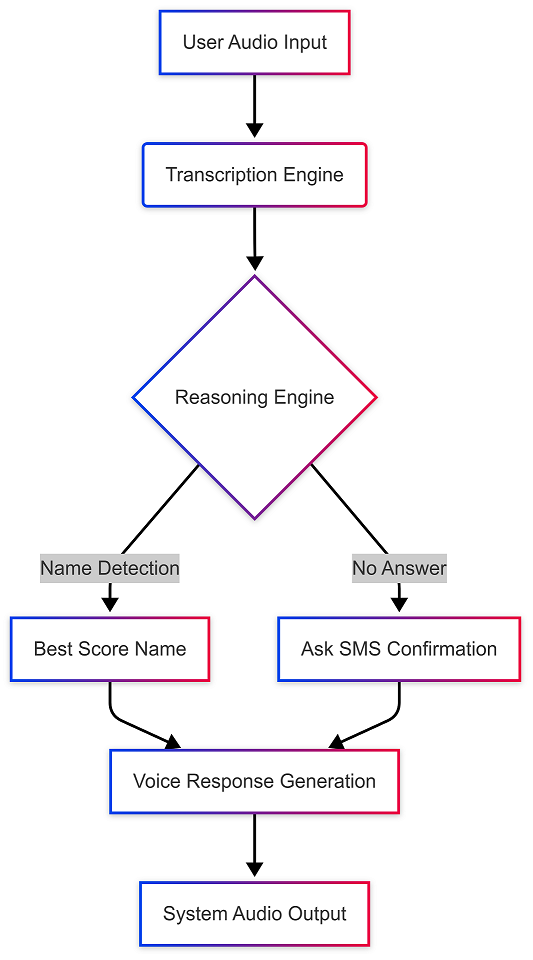 User Audio Input
Transcription Engine
Reasoning Engine
Name Detection
No Answer
Best Score Name
Ask SMS Confirmation
Voice Response Generation
System Audio Output